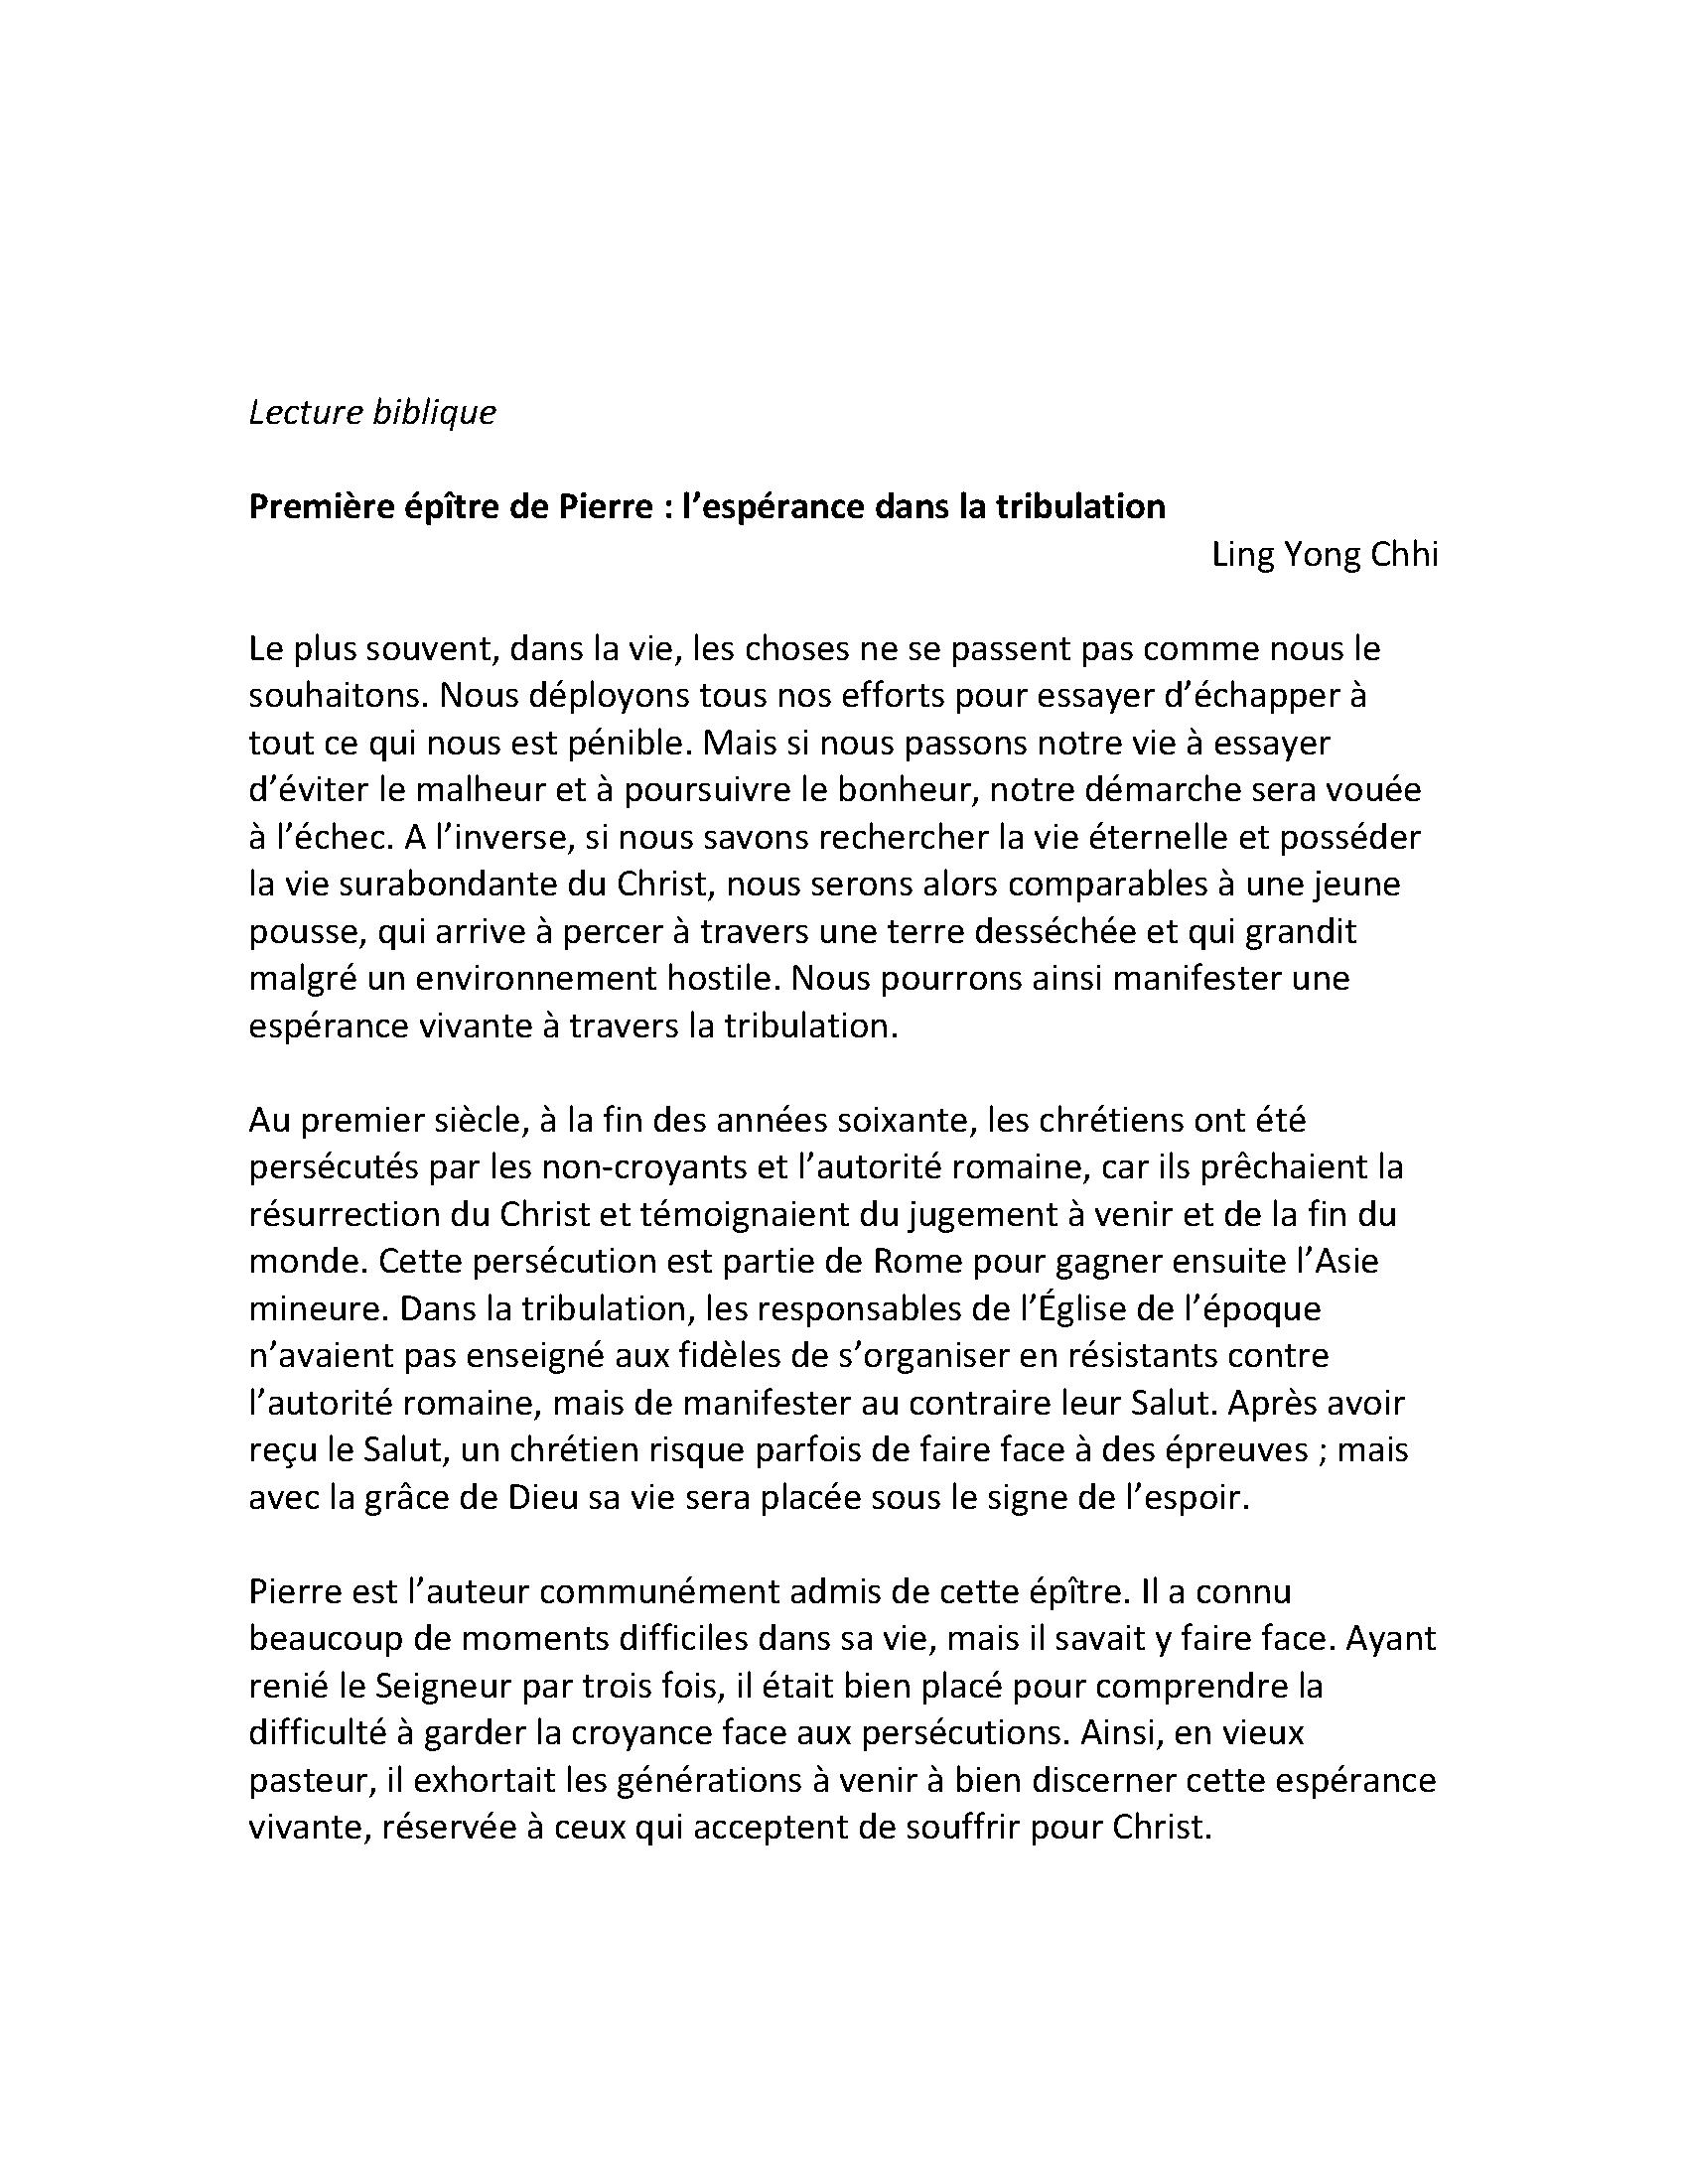 Lecture biblique
Première épître de Pierre : l’espérance dans la tribulation
Ling Yong Chhi
Le plus souvent, dans la vie, les choses ne se passent pas comme nous le
souhaitons. Nous déployons tous nos efforts pour essayer d’échapper à
tout ce qui nous est pénible. Mais si nous passons notre vie à essayer
d’éviter le malheur et à poursuivre le bonheur, notre démarche sera vouée
à l’échec. A l’inverse, si nous savons rechercher la vie éternelle et posséder
la vie surabondante du Christ, nous serons alors comparables à une jeune
pousse, qui arrive à percer à travers une terre desséchée et qui grandit
malgré un environnement hostile. Nous pourrons ainsi manifester une
espérance vivante à travers la tribulation.
Au premier siècle, à la fin des années soixante, les chrétiens ont été
persécutés par les non-croyants et l’autorité romaine, car ils prêchaient la
résurrection du Christ et témoignaient du jugement à venir et de la fin du
monde. Cette persécution est partie de Rome pour gagner ensuite l’Asie
mineure. Dans la tribulation, les responsables de l’Église de l’époque
n’avaient pas enseigné aux fidèles de s’organiser en résistants contre
l’autorité romaine, mais de manifester au contraire leur Salut. Après avoir
reçu le Salut, un chrétien risque parfois de faire face à des épreuves ; mais
avec la grâce de Dieu sa vie sera placée sous le signe de l’espoir.
Pierre est l’auteur communément admis de cette épître. Il a connu
beaucoup de moments difficiles dans sa vie, mais il savait y faire face. Ayant
renié le Seigneur par trois fois, il était bien placé pour comprendre la
difficulté à garder la croyance face aux persécutions. Ainsi, en vieux
pasteur, il exhortait les générations à venir à bien discerner cette espérance
vivante, réservée à ceux qui acceptent de souffrir pour Christ.